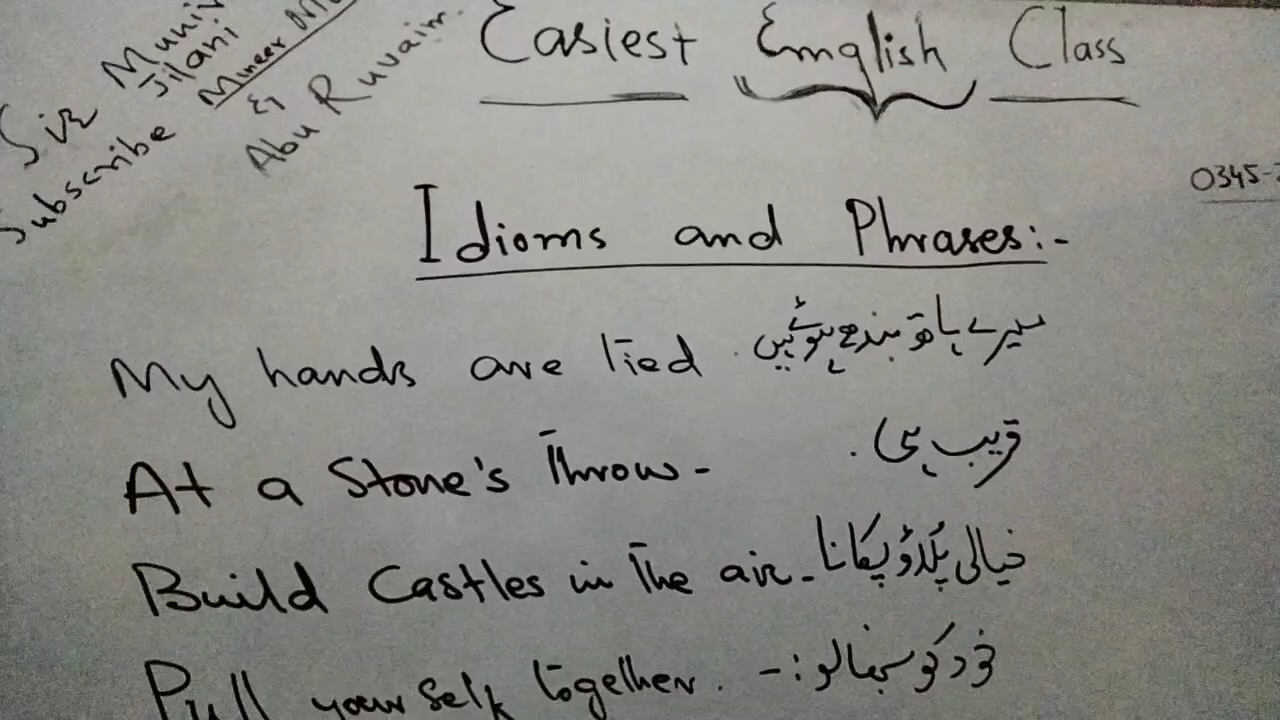 Easiest English Class
Sir Munir
Jilani
Subscribe Muneer
&
Abu Ruvaim.
0345-
Idioms and Phrases:-
My hands are tied . میرے ہاتھ بندھے ہوئے ہیں
At a Stone's Throw - قریب ہی .
Build Castles in The air - خیالی پلاؤ پکانا
Pull yourself together. خود کو سنبھالو :-